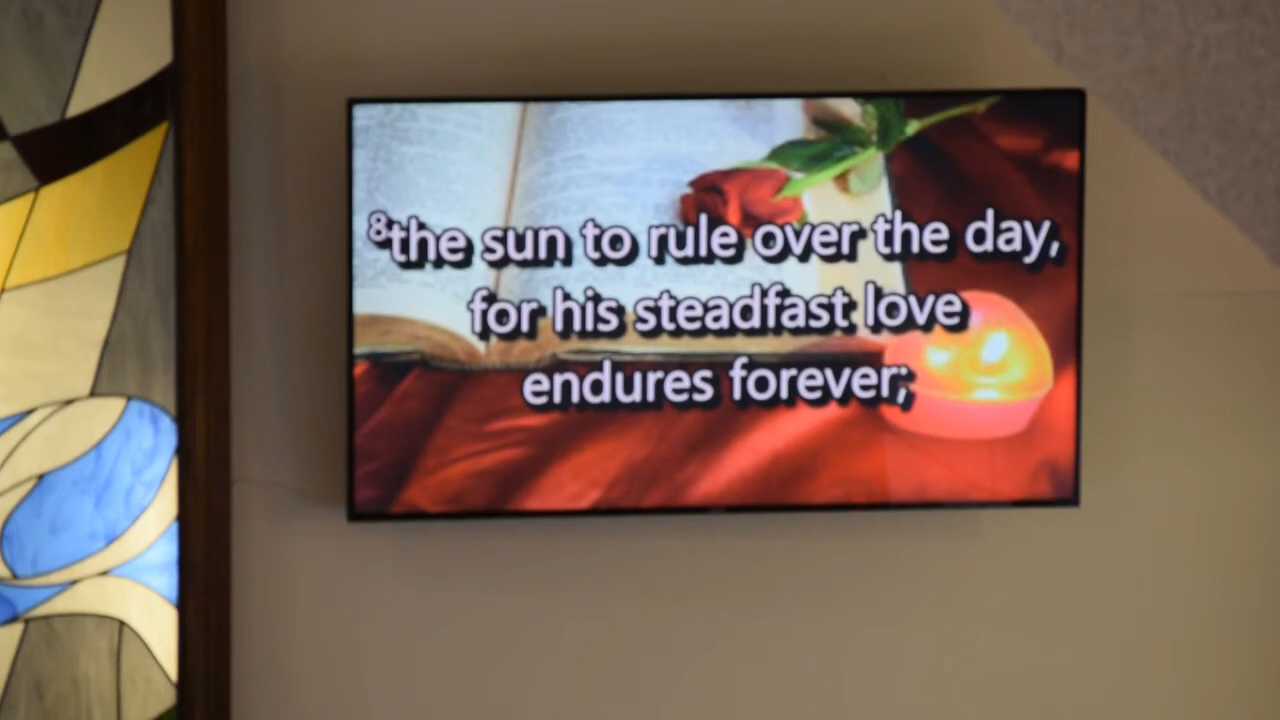 ⁸the sun to rule over the day,
for his steadfast love
endures forever;